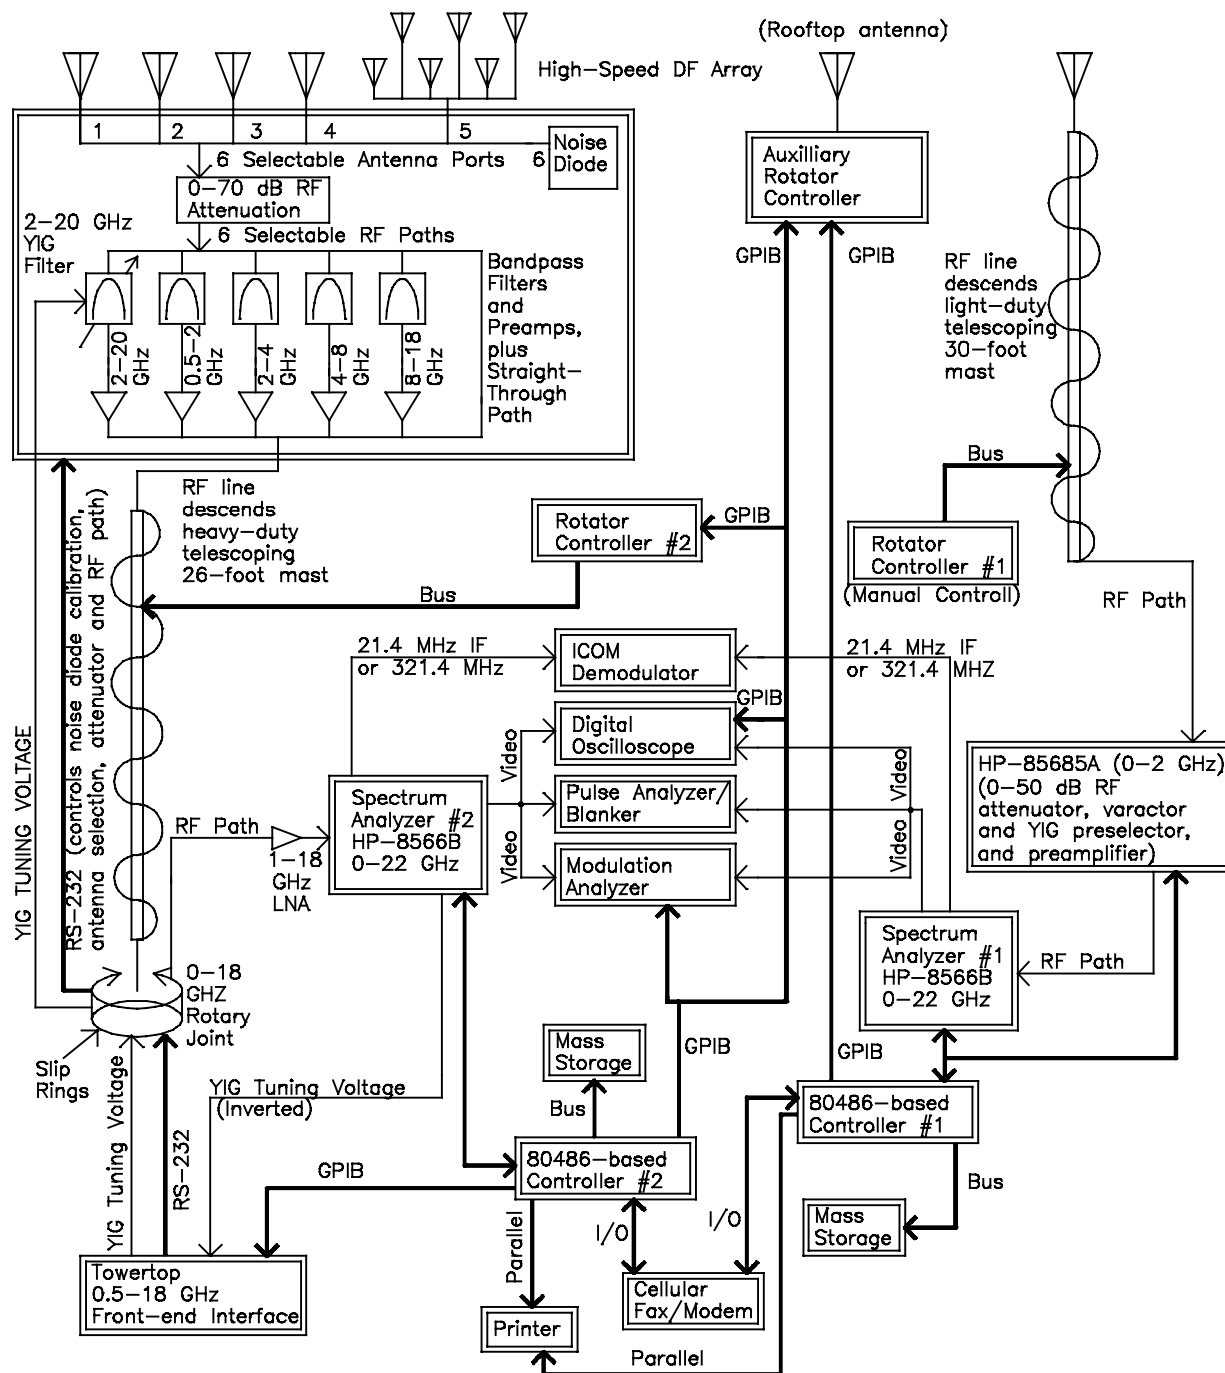 (Rooftop antenna)
High-Speed DF Array
1 2 3 4 5
6 Selectable Antenna Ports 6
Noise
Diode
0-70 dB RF
Attenuation
2-20 GHz
YIG
Filter
6 Selectable RF Paths
Bandpass
Filters
and
Preamps,
plus
Straight-
Through
Path
2-20
GHz
0.5-2
GHz
2-4
GHz
4-8
GHz
8-18
GHz
Auxilliary
Rotator
Controller
GPIB
GPIB
RF line
descends
light-duty
telescoping
30-foot
mast
Bus
RF line
descends
heavy-duty
telescoping
26-foot mast
Rotator
Controller #2
GPIB
Rotator
Controller #1
(Manual Controll)
Bus
RF Path
YIG TUNING VOLTAGE
RS-232 (controls noise diode calibration,
antenna selection, attenuator and RF path)
21.4 MHz IF
or 321.4 MHz
ICOM
Demodulator
21.4 MHz IF
or 321.4 MHZ
GPIB
Digital
Oscilloscope
Video
Video
Pulse Analyzer/
Blanker
Video
Video
Modulation
Analyzer
HP-85685A (0-2 GHz)
(0-50 dB RF
attenuator, varactor
and YIG preselector,
and preamplifier)
RF Path
1-18
GHz
LNA
Spectrum
Analyzer #2
HP-8566B
0-22 GHz
Spectrum
Analyzer #1
HP-8566B
0-22 GHz
RF Path
0-18
GHZ
Rotary
Joint
Slip
Rings
YIG Tuning Voltage
RS-232
YIG Tuning Voltage
(Inverted)
Mass
Storage
Bus
GPIB
GPIB
80486-based
Controller #1
80486-based
Controller #2
GPIB
Bus
Mass
Storage
Parallel
I/O
I/O
Towertop
0.5-18 GHz
Front-end Interface
Cellular
Fax/Modem
Printer
Parallel